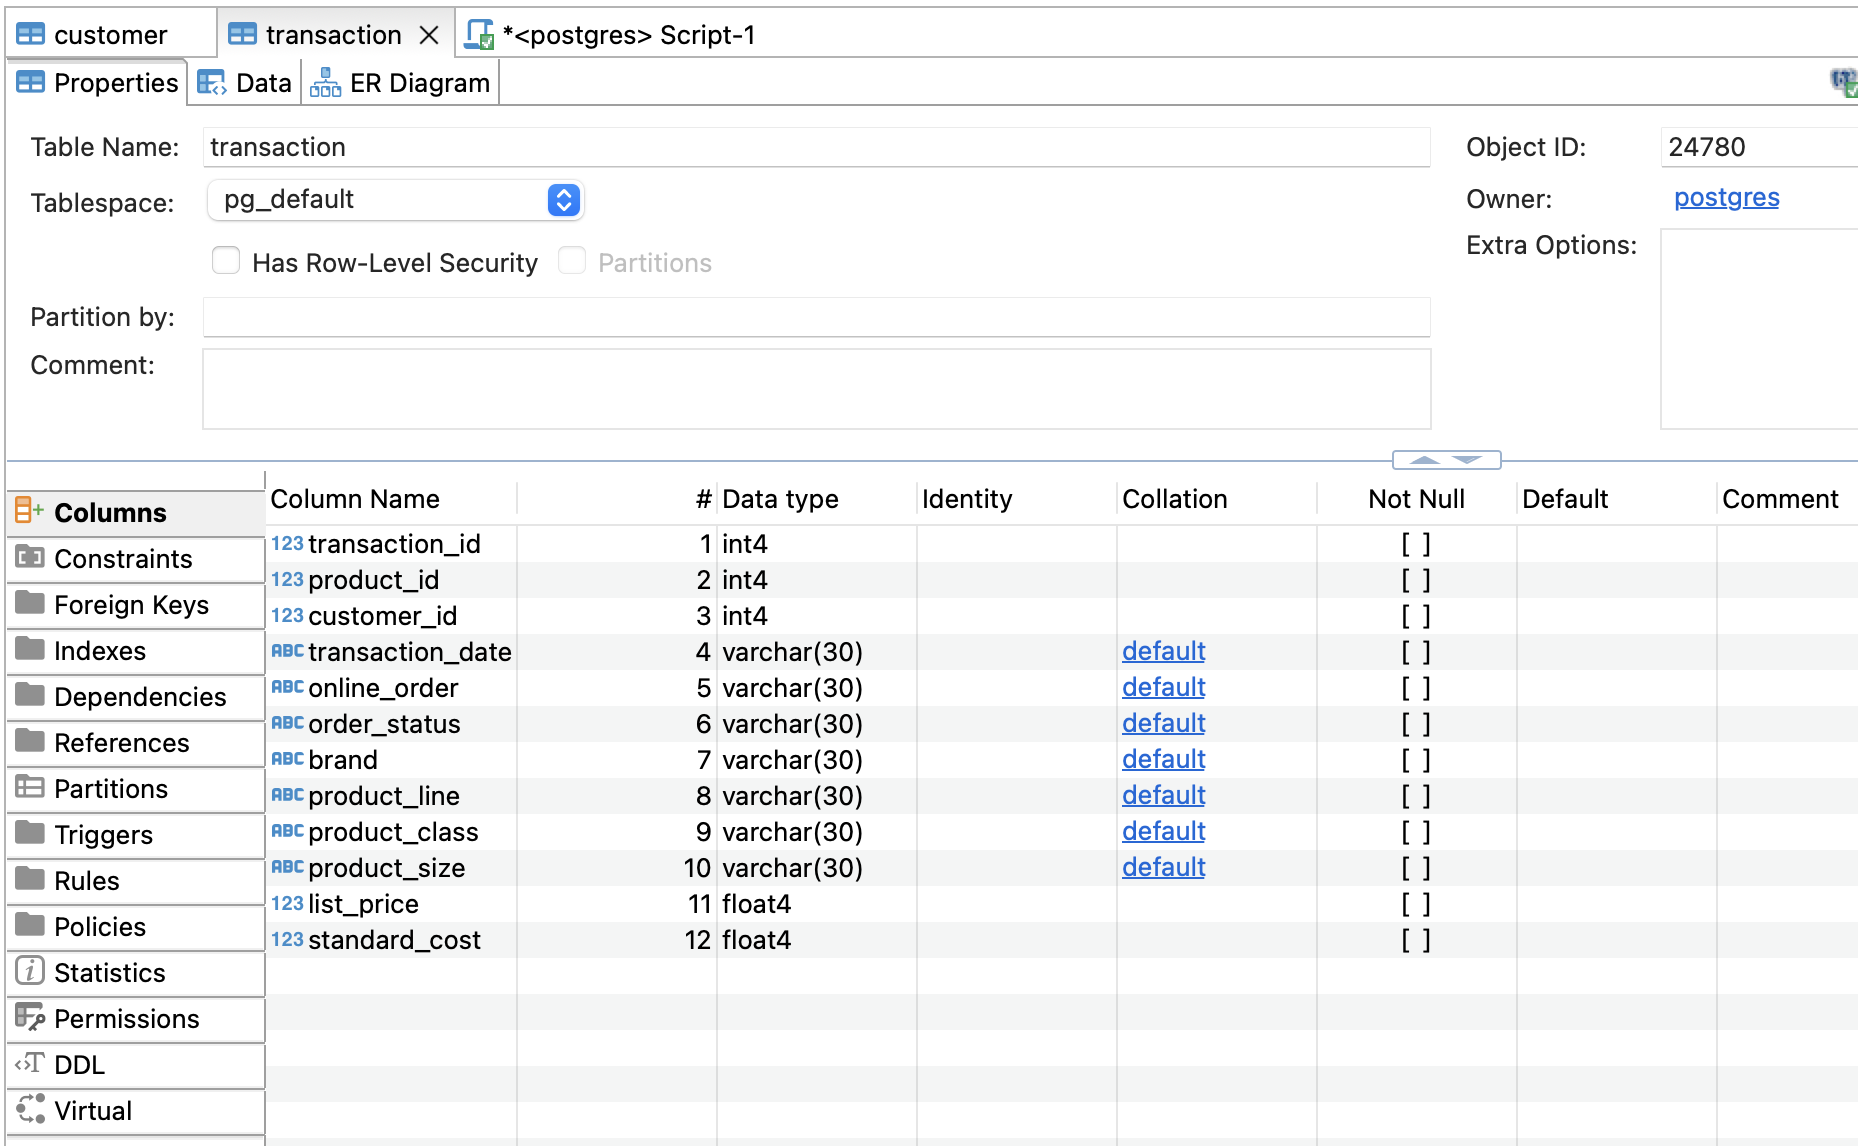 customer transaction *<postgres> Script-1
Properties Data ER Diagram
Table Name: transaction Object ID: 24780
Tablespace: pg_default Owner: postgres
Has Row-Level Security Partitions Extra Options:
Partition by:
Comment:
Column Name # Data type Identity Collation Not Null Default Comment
Columns
Constraints
Foreign Keys
Indexes
Dependencies
References
Partitions
Triggers
Rules
Policies
Statistics
Permissions
DDL
Virtual
123 transaction_id 1 int4 [ ]
123 product_id 2 int4 [ ]
123 customer_id 3 int4 [ ]
ABC transaction_date 4 varchar(30) default [ ]
ABC online_order 5 varchar(30) default [ ]
ABC order_status 6 varchar(30) default [ ]
ABC brand 7 varchar(30) default [ ]
ABC product_line 8 varchar(30) default [ ]
ABC product_class 9 varchar(30) default [ ]
ABC product_size 10 varchar(30) default [ ]
123 list_price 11 float4 [ ]
123 standard_cost 12 float4 [ ]